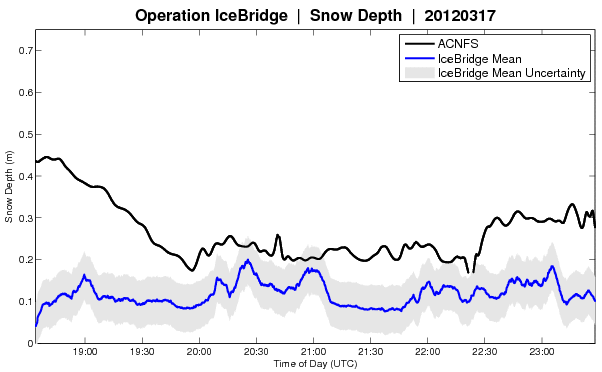 Operation IceBridge | Snow Depth | 20120317
ACNFS
IceBridge Mean
IceBridge Mean Uncertainty
Snow Depth (m)
0.7
0.6
0.5
0.4
0.3
0.2
0.1
0
19:00 19:30 20:00 20:30 21:00 21:30 22:00 22:30 23:00
Time of Day (UTC)